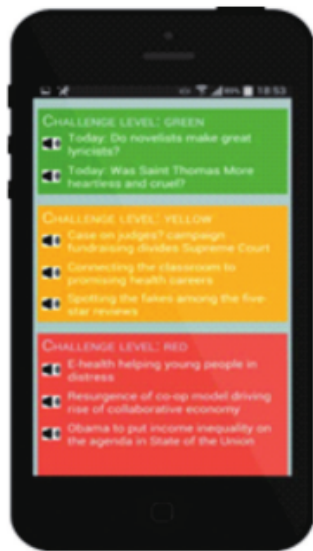 18:53
CHALLENGE LEVEL: GREEN
Today: Do novelists make great
lyricists?
Today: Was Saint Thomas More
heartless and cruel?
CHALLENGE LEVEL: YELLOW
Case on judges? campaign
fundraising divides Supreme Court
Connecting the classroom to
promising health careers
Spotting the fakes among the five-
star reviews
CHALLENGE LEVEL: RED
E-health helping young people in
distress
Resurgence of co-op model driving
rise of collaborative economy
Obama to put income inequality on
the agenda in State of the Union